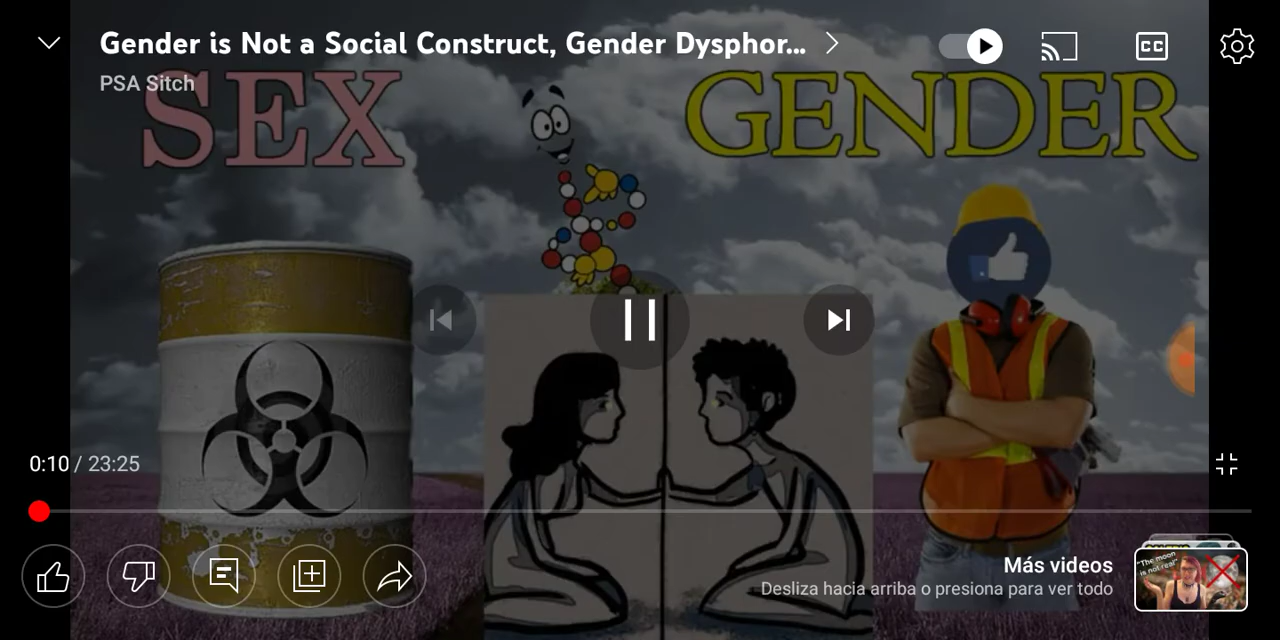 Gender is Not a Social Construct, Gender Dysphor...
PSA Sitch
CC
SEX
GENDER
0:10 / 23:25
Más videos
Desliza hacia arriba o presiona para ver todo
"The moon
is not real"